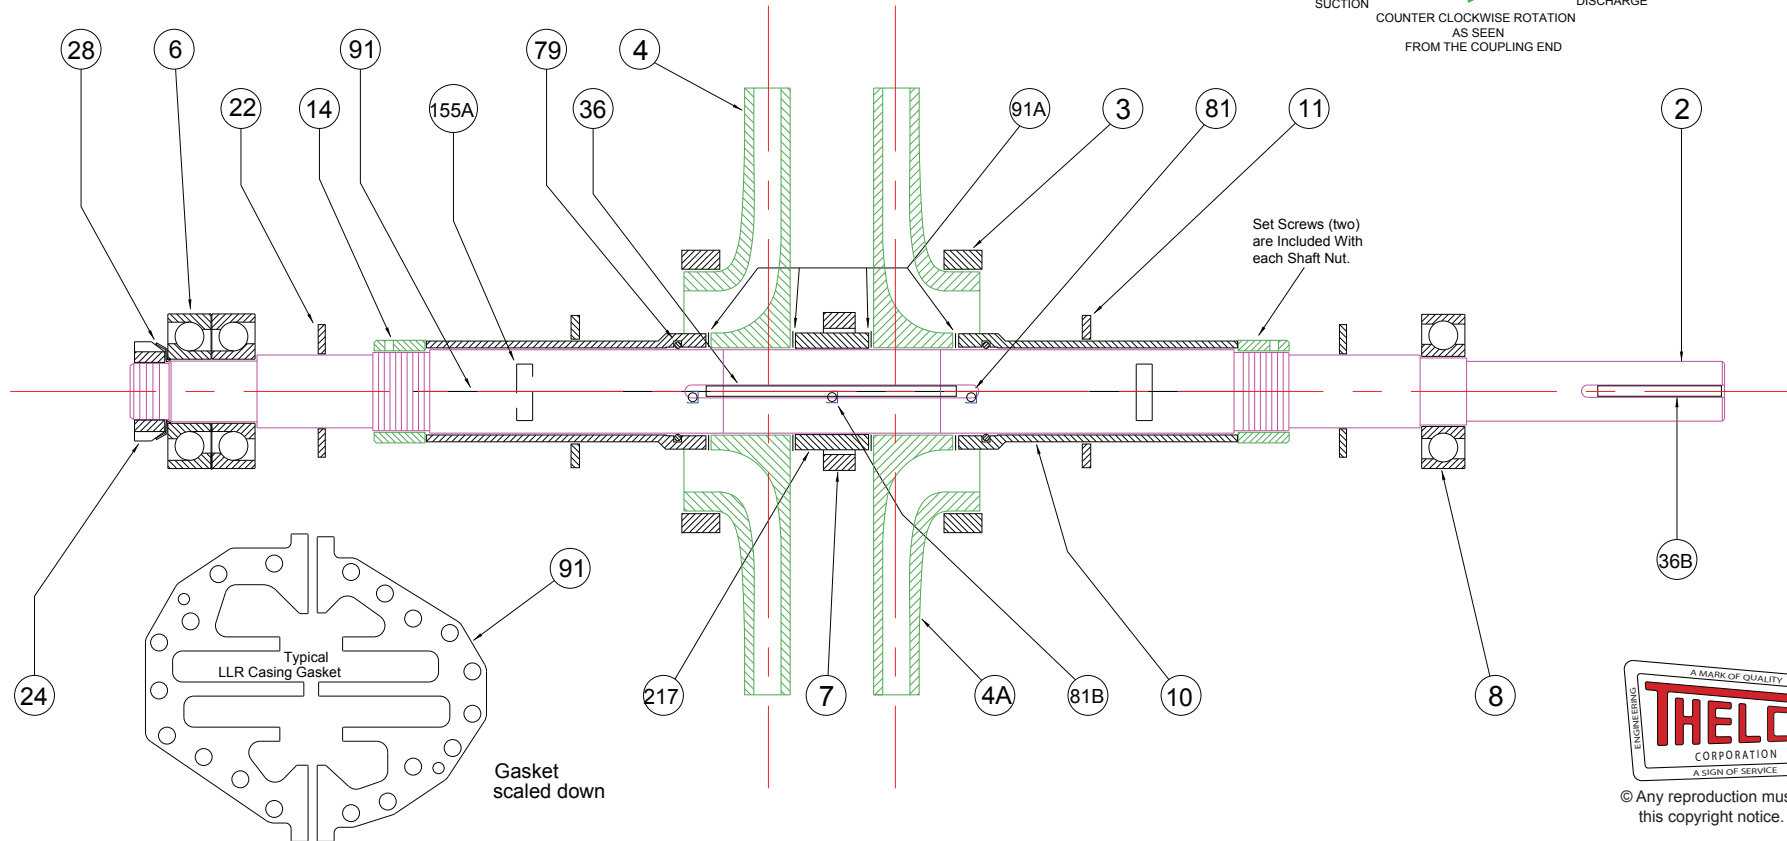 SUCTION
DISCHARGE
COUNTER CLOCKWISE ROTATION
AS SEEN
FROM THE COUPLING END
28
6
91
79
4
22
14
155A
36
91A
3
81
11
2
Set Screws (two)
are Included With
each Shaft Nut.
36B
91
Typical
LLR Casing Gasket
24
217
7
4A
81B
10
8
Gasket
scaled down
A MARK OF QUALITY
ENGINEERING
THELC
CORPORATION
A SIGN OF SERVICE
© Any reproduction mus
this copyright notice.